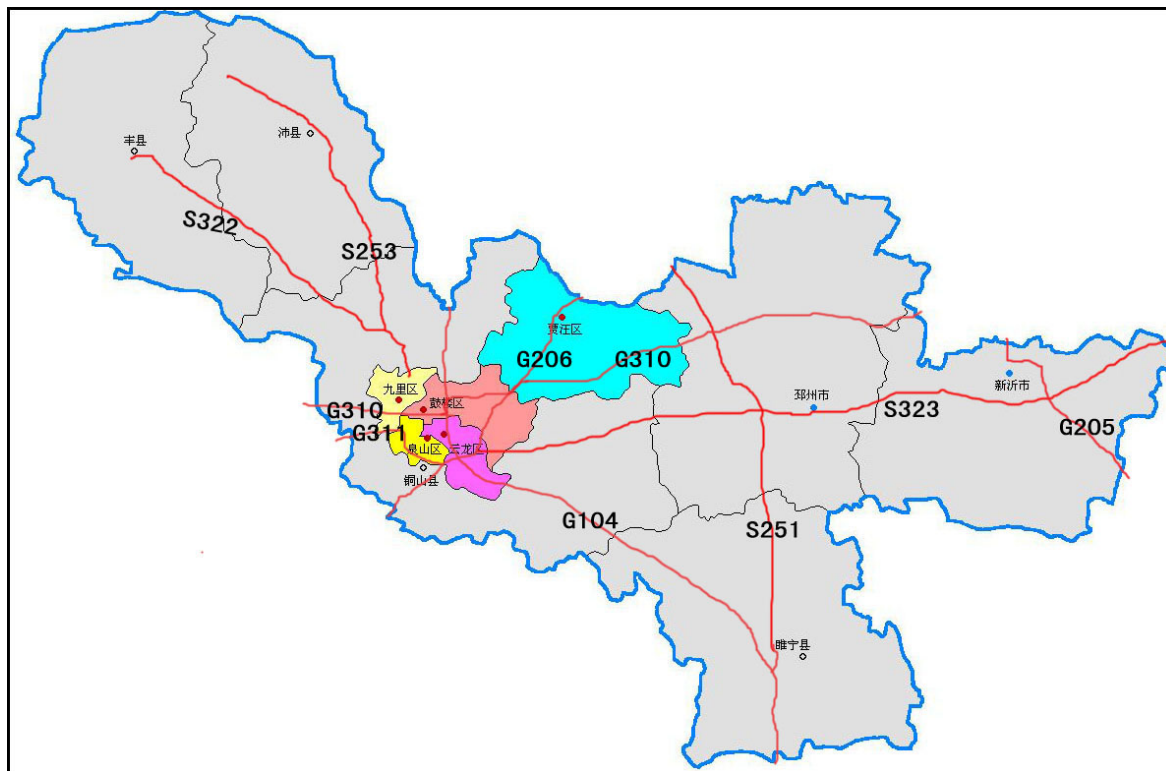 沛县
丰县
S322
S253
贾汪区
G206
G310
新沂市
九里区
邳州市
S323
鼓楼区
G310
G205
G311
泉山区
云龙区
铜山县
G104
S251
睢宁县